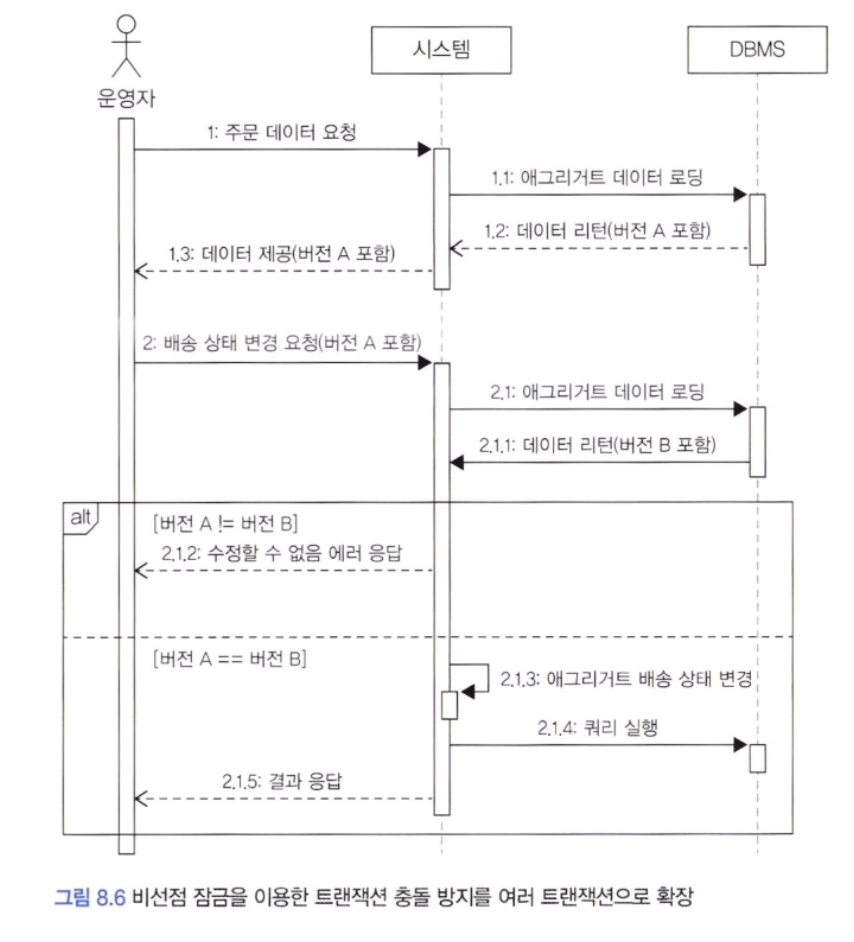 시스템
DBMS
운영자
1: 주문 데이터 요청
1.1: 애그리거트 데이터 로딩
1.2: 데이터 리턴(버전 A 포함)
1.3: 데이터 제공(버전 A 포함)
2: 배송 상태 변경 요청(버전 A 포함)
2.1: 애그리거트 데이터 로딩
2.1.1: 데이터 리턴(버전 B 포함)
alt
[버전 A != 버전 B]
2.1.2: 수정할 수 없음 에러 응답
[버전 A == 버전 B]
2.1.3: 애그리거트 배송 상태 변경
2.1.4: 쿼리 실행
2.1.5: 결과 응답
그림 8.6 비선점 잠금을 이용한 트랜잭션 충돌 방지를 여러 트랜잭션으로 확장